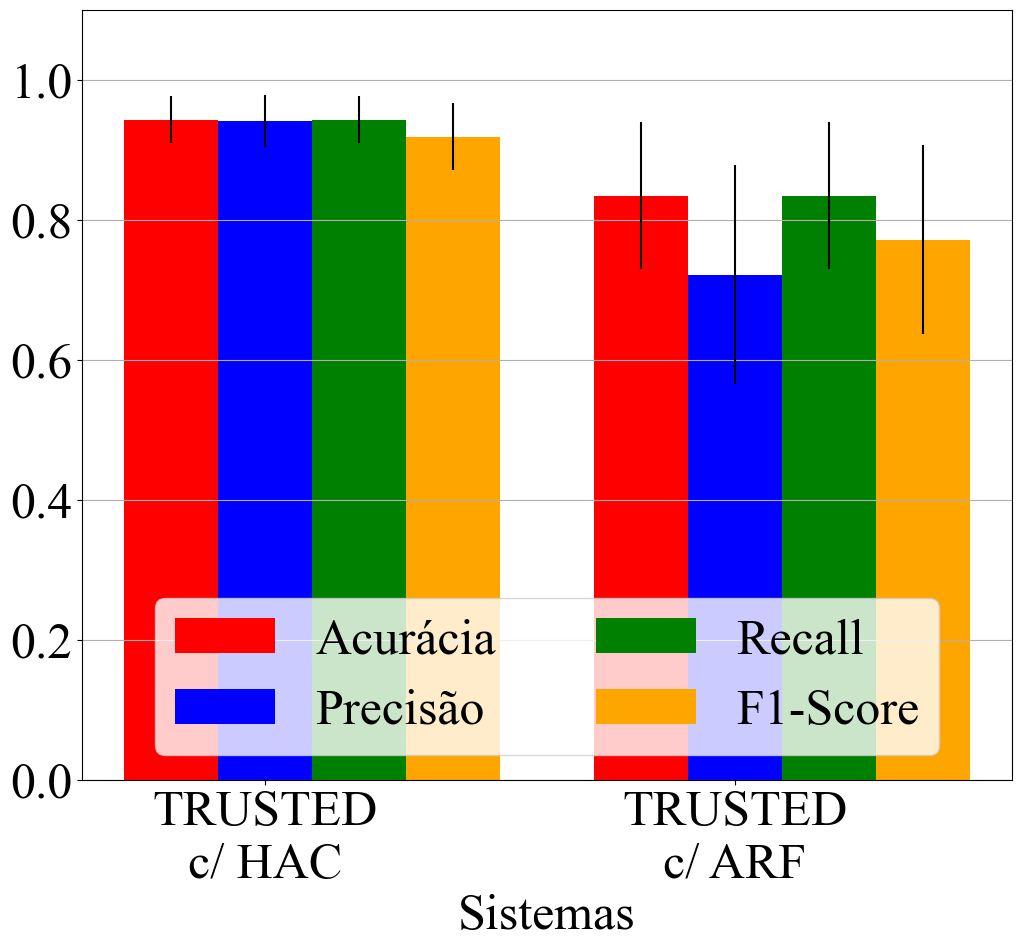 1.0
0.8
0.6
0.4
0.2
0.0
Acurácia
Precisão
Recall
F1-Score
TRUSTED
c/ HAC
TRUSTED
c/ ARF
Sistemas